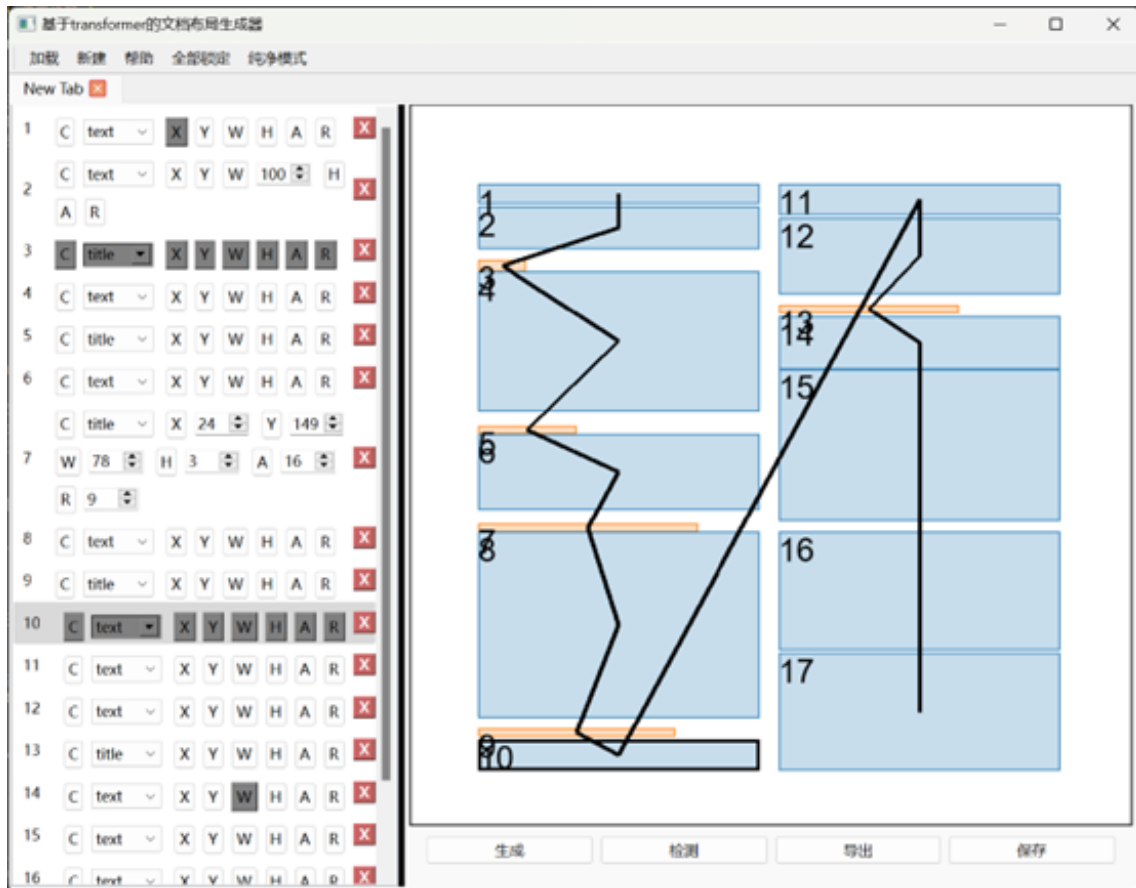 基于transformer的文档布局生成器
加载 新建 帮助 全部锁定 纯净模式
New Tab
1 C text X Y W H A R X
C text X Y W 100 H
2 X
A R
3 C title X Y W H A R X
4 C text X Y W H A R X
5 C title X Y W H A R X
6 C text X Y W H A R X
C title X 24 Y 149
7 W 78 H 3 A 16 X
R 9
8 C text X Y W H A R X
9 C title X Y W H A R X
10 C text X Y W H A R X
11 C text X Y W H A R X
12 C text X Y W H A R X
13 C title X Y W H A R X
14 C text X Y W H A R X
15 C text X Y W H A R X
16 C text X Y W H A R X
1
2
3
4
5
6
7
8
9
10
11
12
13
14
15
16
17
生成 检测 导出 保存